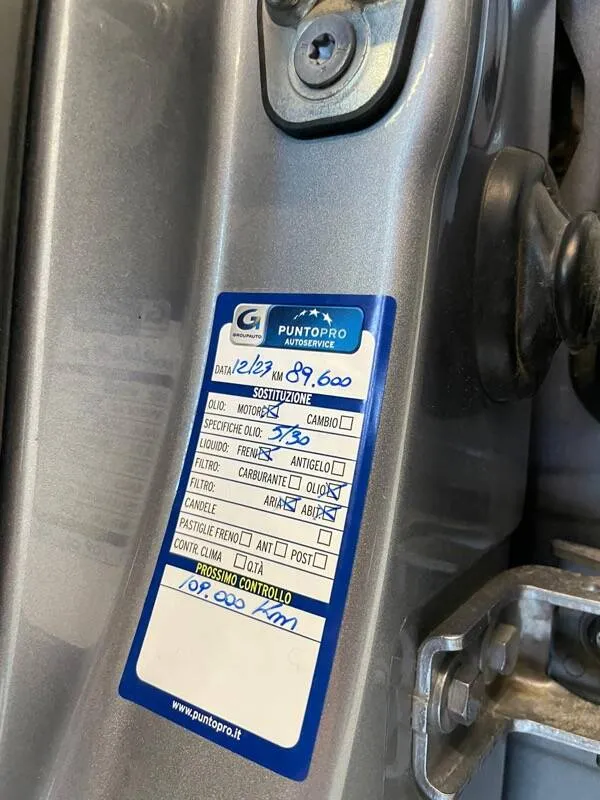 G
GROUPAUTO
PUNTOPRO
AUTOSERVICE
DATA 12/23 KM 89.600
SOSTITUZIONE
OLIO: MOTORE CAMBIO
SPECIFICHE OLIO: 5/30
LIQUIDO: FRENI ANTIGELO
FILTRO: CARBURANTE OLIO
FILTRO: ARIA ABIT.
CANDELE
PASTIGLIE FRENO ANT POST
CONTR. CLIMA Q.TÀ
PROSSIMO CONTROLLO
109.000 Km
www.puntopro.it